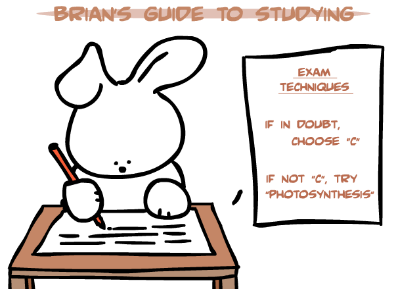 BRIAN'S GUIDE TO STUDYING
EXAM
TECHNIQUES
IF IN DOUBT,
CHOOSE "C"
IF NOT "C", TRY
"PHOTOSYNTHESIS"